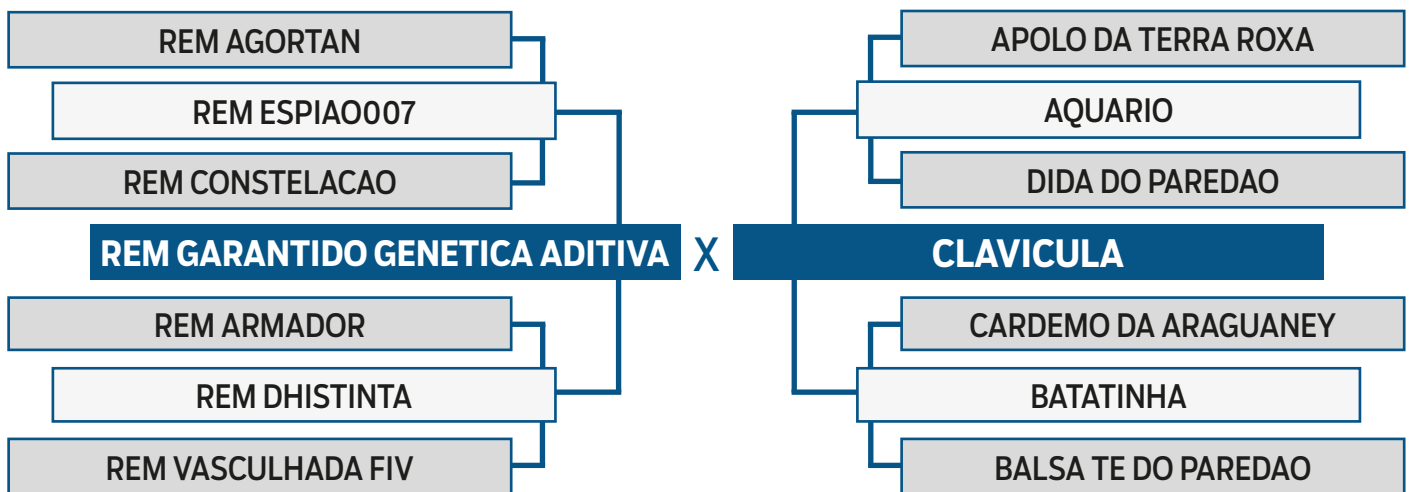 REM AGORTAN
APOLO DA TERRA ROXA
REM ESPIAO007
AQUARIO
REM CONSTELACAO
DIDA DO PAREDAO
REM GARANTIDO GENETICA ADITIVA X CLAVICULA
REM ARMADOR
CARDEMO DA ARAGUANEY
REM DHISTINTA
BATATINHA
REM VASCULHADA FIV
BALSA TE DO PAREDAO